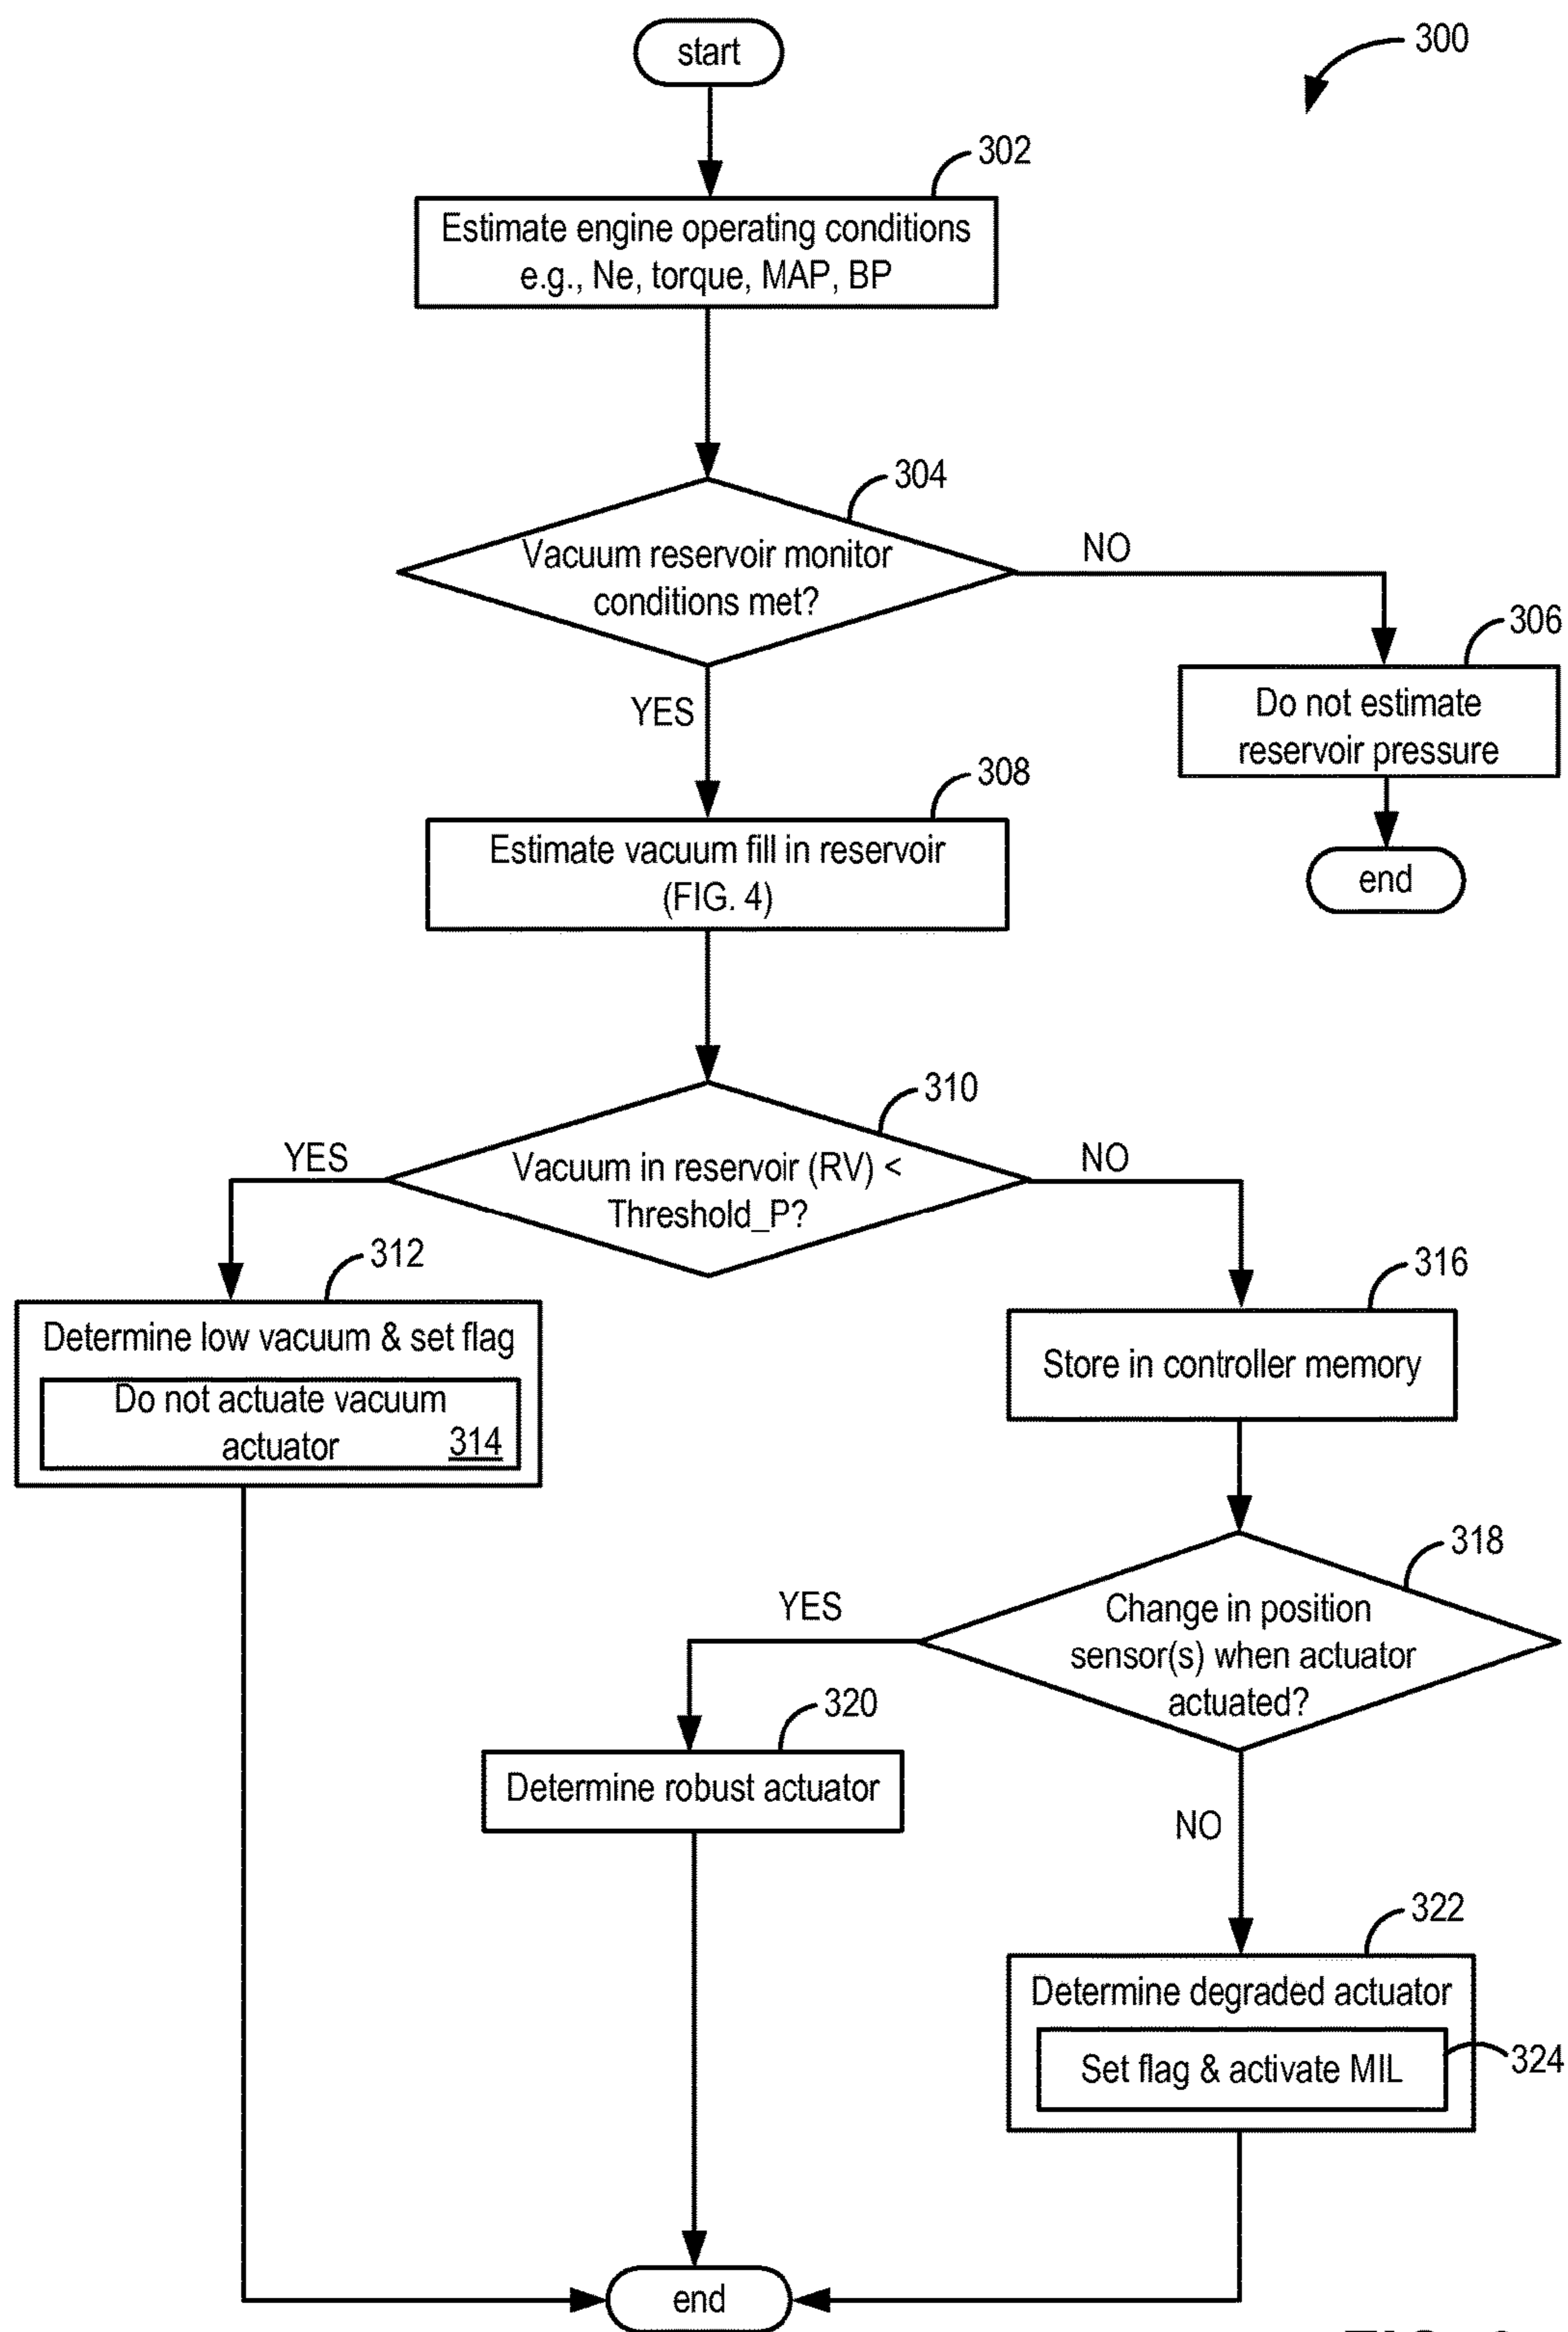 start
300
302
Estimate engine operating conditions
e.g., Ne, torque, MAP, BP
304
Vacuum reservoir monitor
conditions met?
NO
306
Do not estimate
reservoir pressure
end
YES
308
Estimate vacuum fill in reservoir
(FIG. 4)
310
Vacuum in reservoir (RV) <
Threshold_P?
YES
NO
312
Determine low vacuum & set flag
Do not actuate vacuum
actuator 314
316
Store in controller memory
318
Change in position
sensor(s) when actuator
actuated?
YES
320
Determine robust actuator
NO
322
Determine degraded actuator
Set flag & activate MIL
324
end